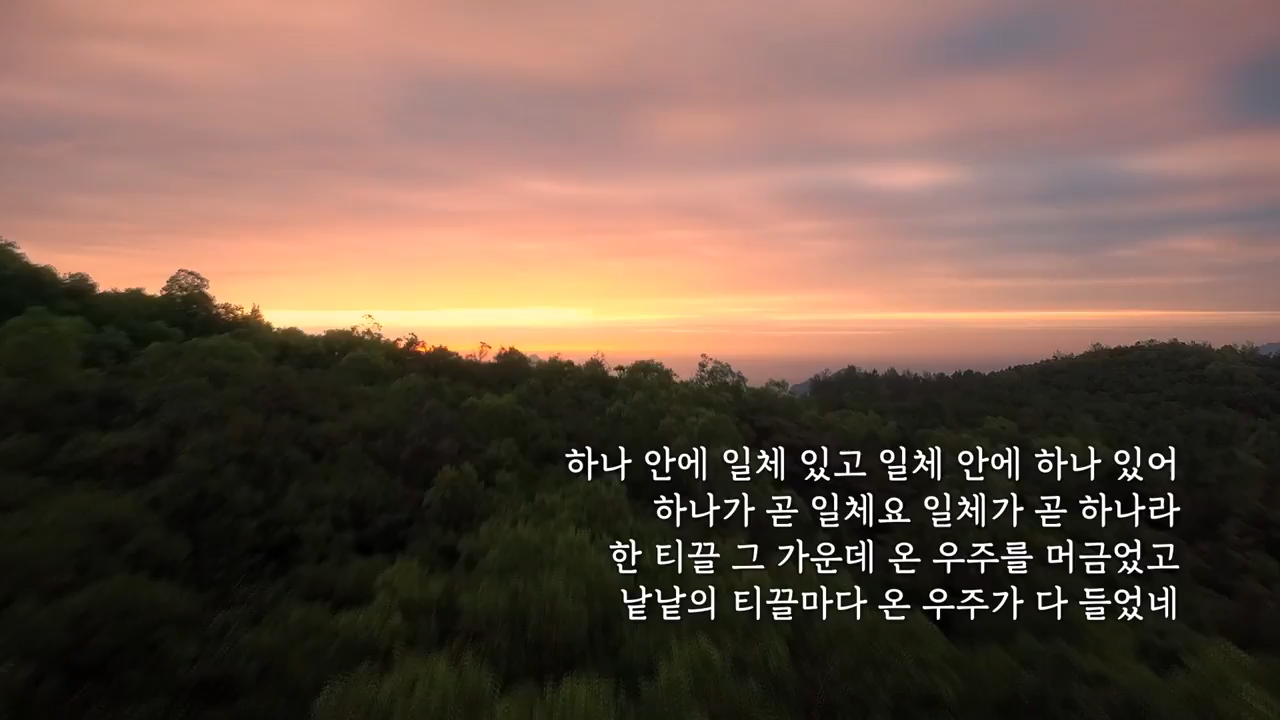 하나 안에 일체 있고 일체 안에 하나 있어
하나가 곧 일체요 일체가 곧 하나라
한 티끌 그 가운데 온 우주를 머금었고
낱낱의 티끌마다 온 우주가 다 들었네